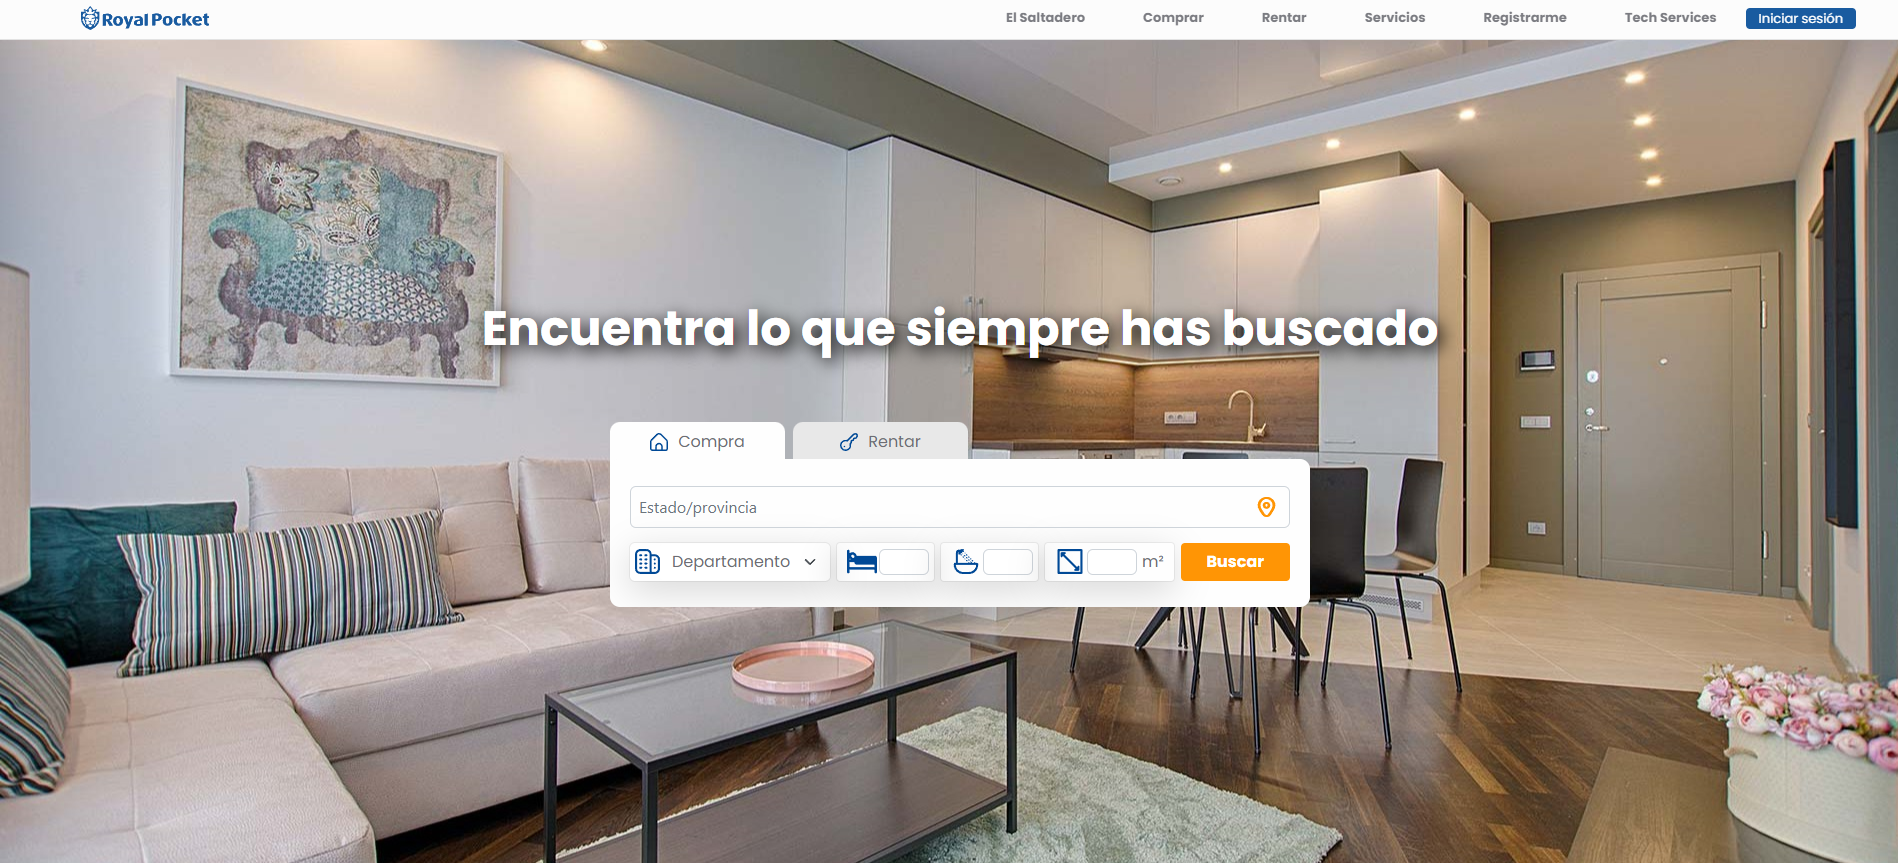 Royal Pocket
El Saltadero
Comprar
Rentar
Servicios
Registrarme
Tech Services
Iniciar sesión
Encuentra lo que siempre has buscado
Compra
Rentar
Estado/provincia
Departamento
m²
Buscar